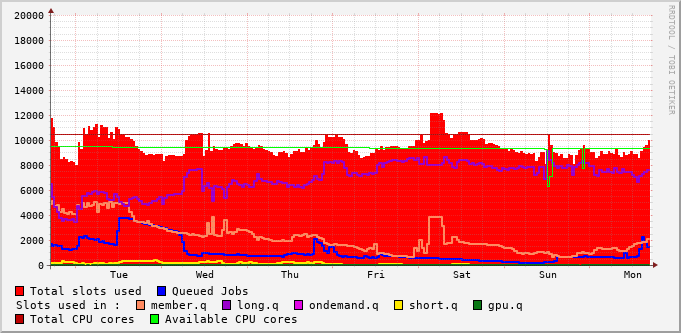 RRDTOOL / TOBI OETIKER
20000
18000
16000
14000
12000
10000
8000
6000
4000
2000
0
Tue Wed Thu Fri Sat Sun Mon
Total slots used Queued Jobs
Slots used in : member.q long.q ondemand.q short.q gpu.q
Total CPU cores Available CPU cores